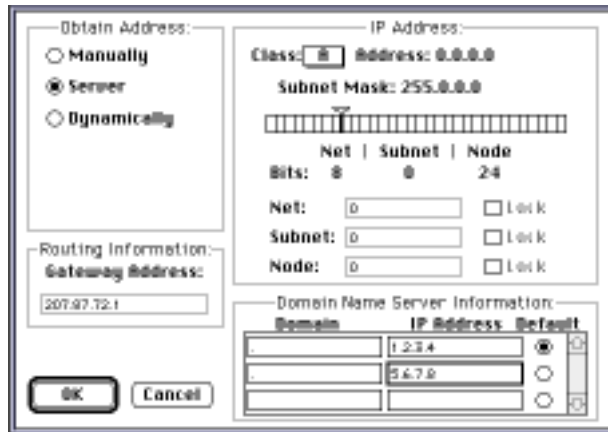 Obtain Address:
Manually
Server
Dynamically
Routing Information:
Gateway Address:
207.87.72.1
OK
Cancel
IP Address:
Class: A Address: 0.0.0.0
Subnet Mask: 255.0.0.0
Net | Subnet | Node
Bits: 8 0 24
Net: 0 Lock
Subnet: 0 Lock
Node: 0 Lock
Domain Name Server Information:
Domain IP Address Default
. 1.2.3.4
. 5.6.7.8